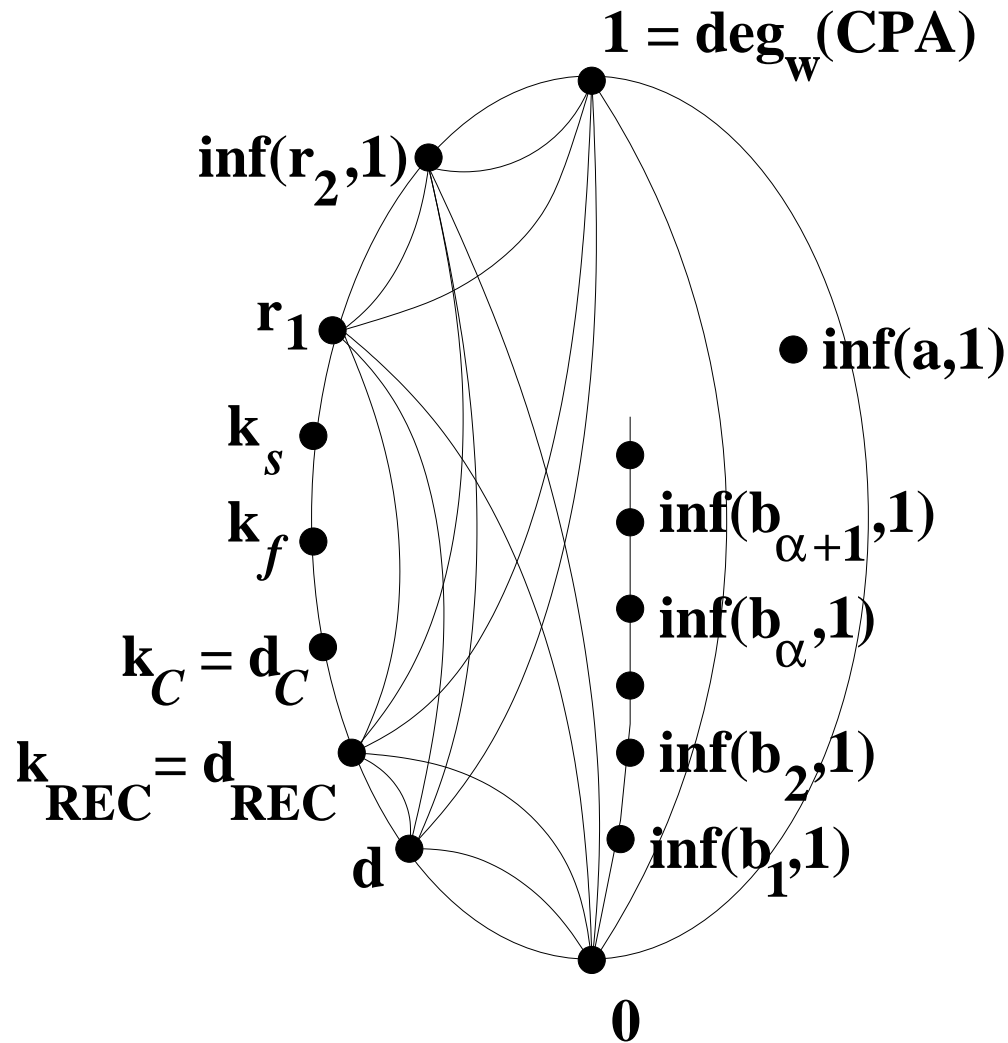 1 = deg_w(CPA)
inf(r_2,1)
r_1
inf(a,1)
k_s
inf(b_{α+1},1)
k_f
inf(b_α,1)
k_C = d_C
k_REC = d_REC
inf(b_2,1)
inf(b_1,1)
d
0